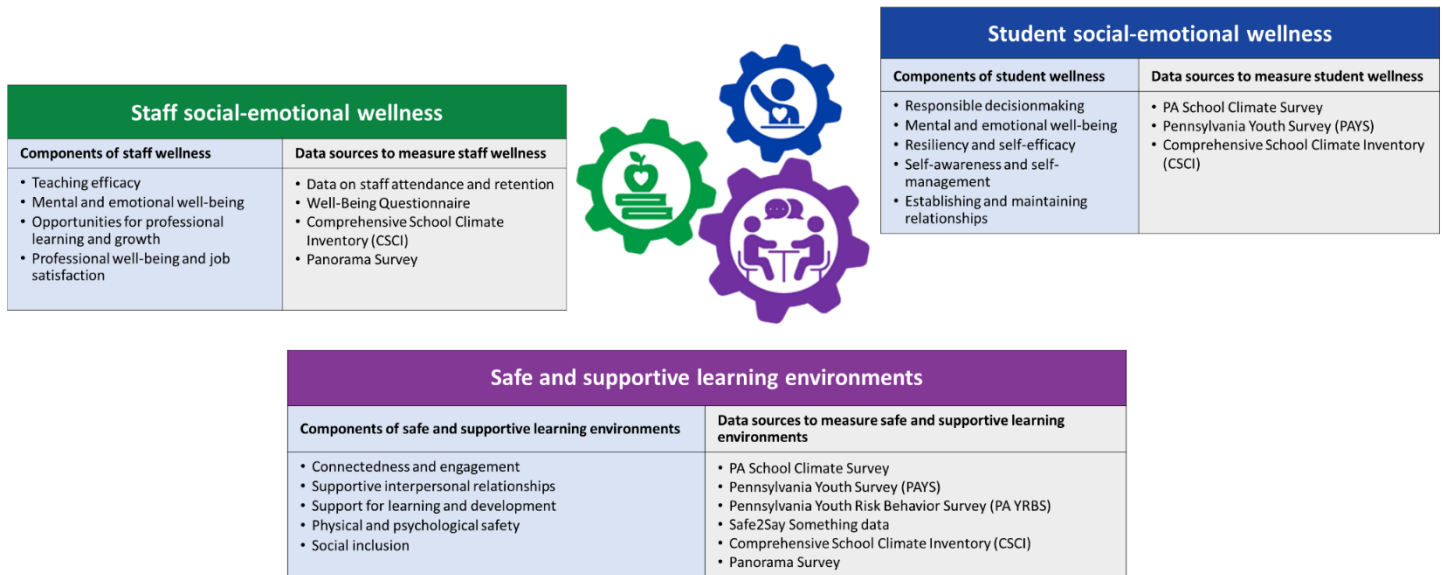 Staff social-emotional wellness
Components of staff wellness
• Teaching efficacy
• Mental and emotional well-being
• Opportunities for professional
learning and growth
• Professional well-being and job
satisfaction
Data sources to measure staff wellness
• Data on staff attendance and retention
• Well-Being Questionnaire
• Comprehensive School Climate
Inventory (CSCI)
• Panorama Survey
Student social-emotional wellness
Components of student wellness
• Responsible decisionmaking
• Mental and emotional well-being
• Resiliency and self-efficacy
• Self-awareness and self-
management
• Establishing and maintaining
relationships
Data sources to measure student wellness
• PA School Climate Survey
• Pennsylvania Youth Survey (PAYS)
• Comprehensive School Climate Inventory
(CSCI)
Safe and supportive learning environments
Components of safe and supportive learning environments
• Connectedness and engagement
• Supportive interpersonal relationships
• Support for learning and development
• Physical and psychological safety
• Social inclusion
Data sources to measure safe and supportive learning
environments
• PA School Climate Survey
• Pennsylvania Youth Survey (PAYS)
• Pennsylvania Youth Risk Behavior Survey (PA YRBS)
• Safe2Say Something data
• Comprehensive School Climate Inventory (CSCI)
• Panorama Survey